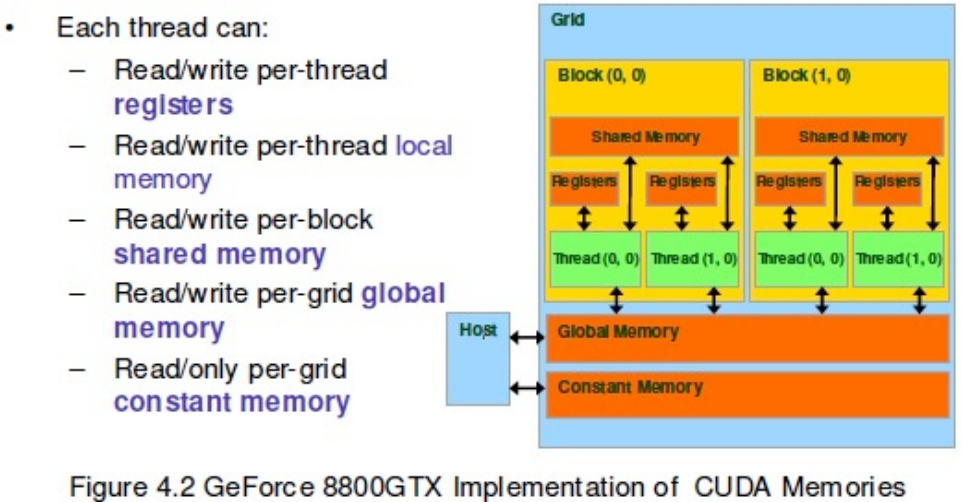 • Each thread can:
– Read/write per-thread
registers
– Read/write per-thread local
memory
– Read/write per-block
shared memory
– Read/write per-grid global
memory
– Read/only per-grid
constant memory
Grid
Block (0, 0)
Block (1, 0)
Shared Memory
Shared Memory
Registers
Registers
Registers
Registers
Thread (0, 0)
Thread (1, 0)
Thread (0, 0)
Thread (1, 0)
Host
Global Memory
Constant Memory
Figure 4.2 GeForce 8800GTX Implementation of CUDA Memories